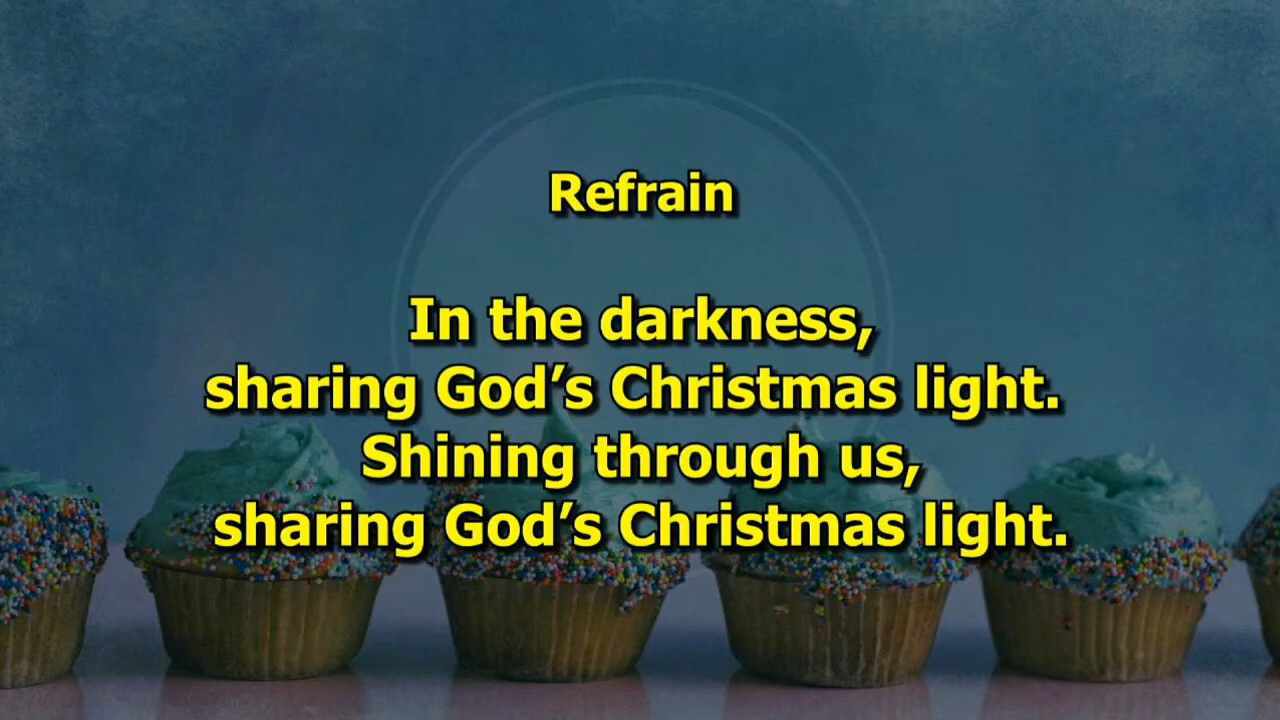 Refrain
In the darkness,
sharing God’s Christmas light.
Shining through us,
sharing God’s Christmas light.